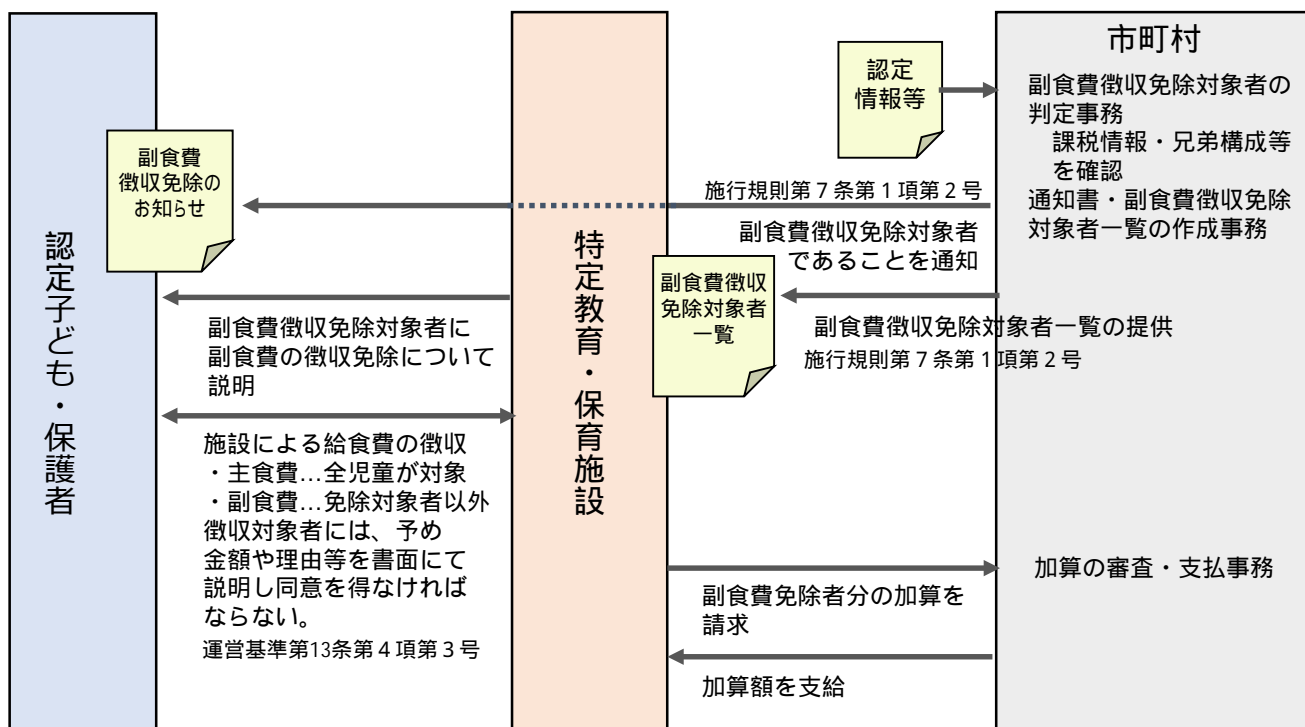 市町村
認定
情報等
副食費徴収免除対象者の
判定事務
課税情報・兄弟構成等
を確認
通知書・副食費徴収免除
対象者一覧の作成事務
副食費
徴収免除の
お知らせ
施行規則第７条第１項第２号
副食費徴収免除対象者
であることを通知
認定子ども・保護者
特定教育・保育施設
副食費徴収
免除対象者
一覧
副食費徴収免除対象者一覧の提供
施行規則第７条第１項第２号
副食費徴収免除対象者に
副食費の徴収免除について
説明
施設による給食費の徴収
・主食費…全児童が対象
・副食費…免除対象者以外
徴収対象者には、予め
金額や理由等を書面にて
説明し同意を得なければ
ならない。
運営基準第13条第４項第３号
副食費免除者分の加算を
請求
加算の審査・支払事務
加算額を支給